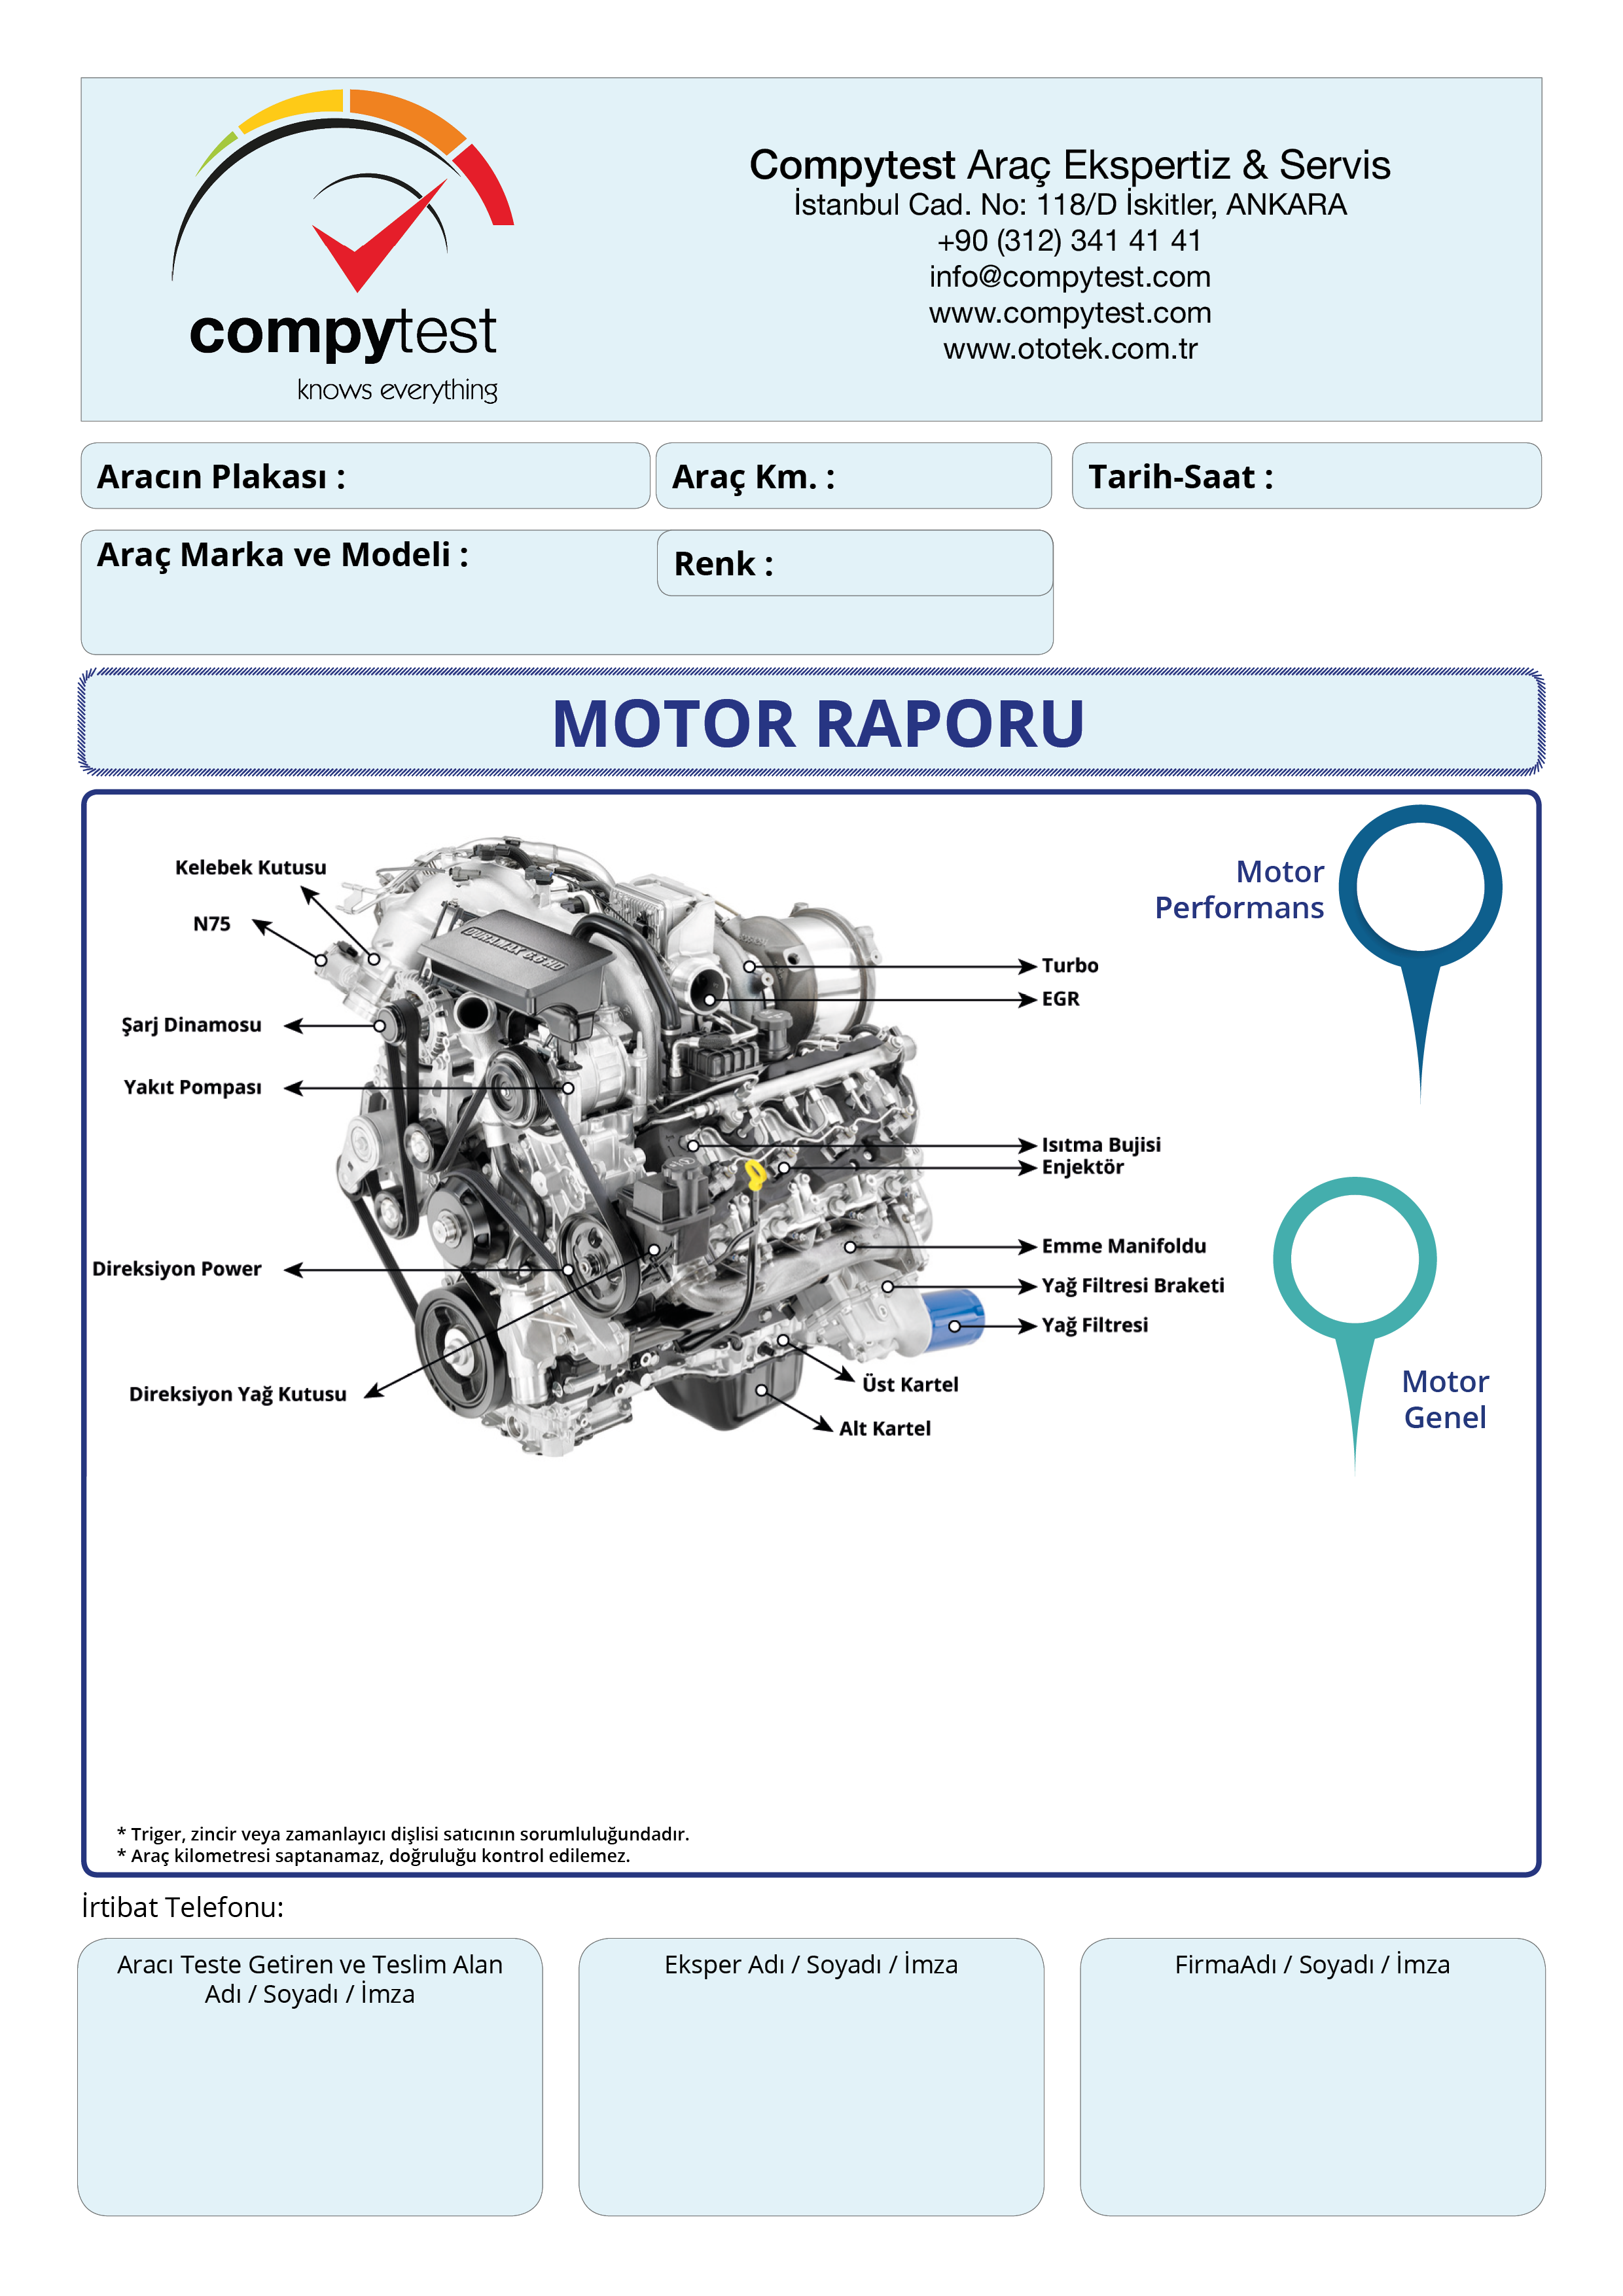 compytest
knows everything
Compytest Araç Ekspertiz & Servis
İstanbul Cad. No: 118/D İskitler, ANKARA
+90 (312) 341 41 41
info@compytest.com
www.compytest.com
www.ototek.com.tr
Aracın Plakası :
Araç Km. :
Tarih-Saat :
Araç Marka ve Modeli :
Renk :
MOTOR RAPORU
Kelebek Kutusu
N75
Şarj Dinamosu
Yakıt Pompası
Direksiyon Power
Direksiyon Yağ Kutusu
DURAMAX 6.6 HD
Turbo
EGR
Isıtma Bujisi
Enjektör
Emme Manifoldu
Yağ Filtresi Braketi
Yağ Filtresi
Üst Kartel
Alt Kartel
Motor
Performans
Motor
Genel
* Triger, zincir veya zamanlayıcı dişlisi satıcının sorumluluğundadır.
* Araç kilometresi saptanamaz, doğruluğu kontrol edilemez.
İrtibat Telefonu:
Aracı Teste Getiren ve Teslim Alan
Adı / Soyadı / İmza
Eksper Adı / Soyadı / İmza
FirmaAdı / Soyadı / İmza